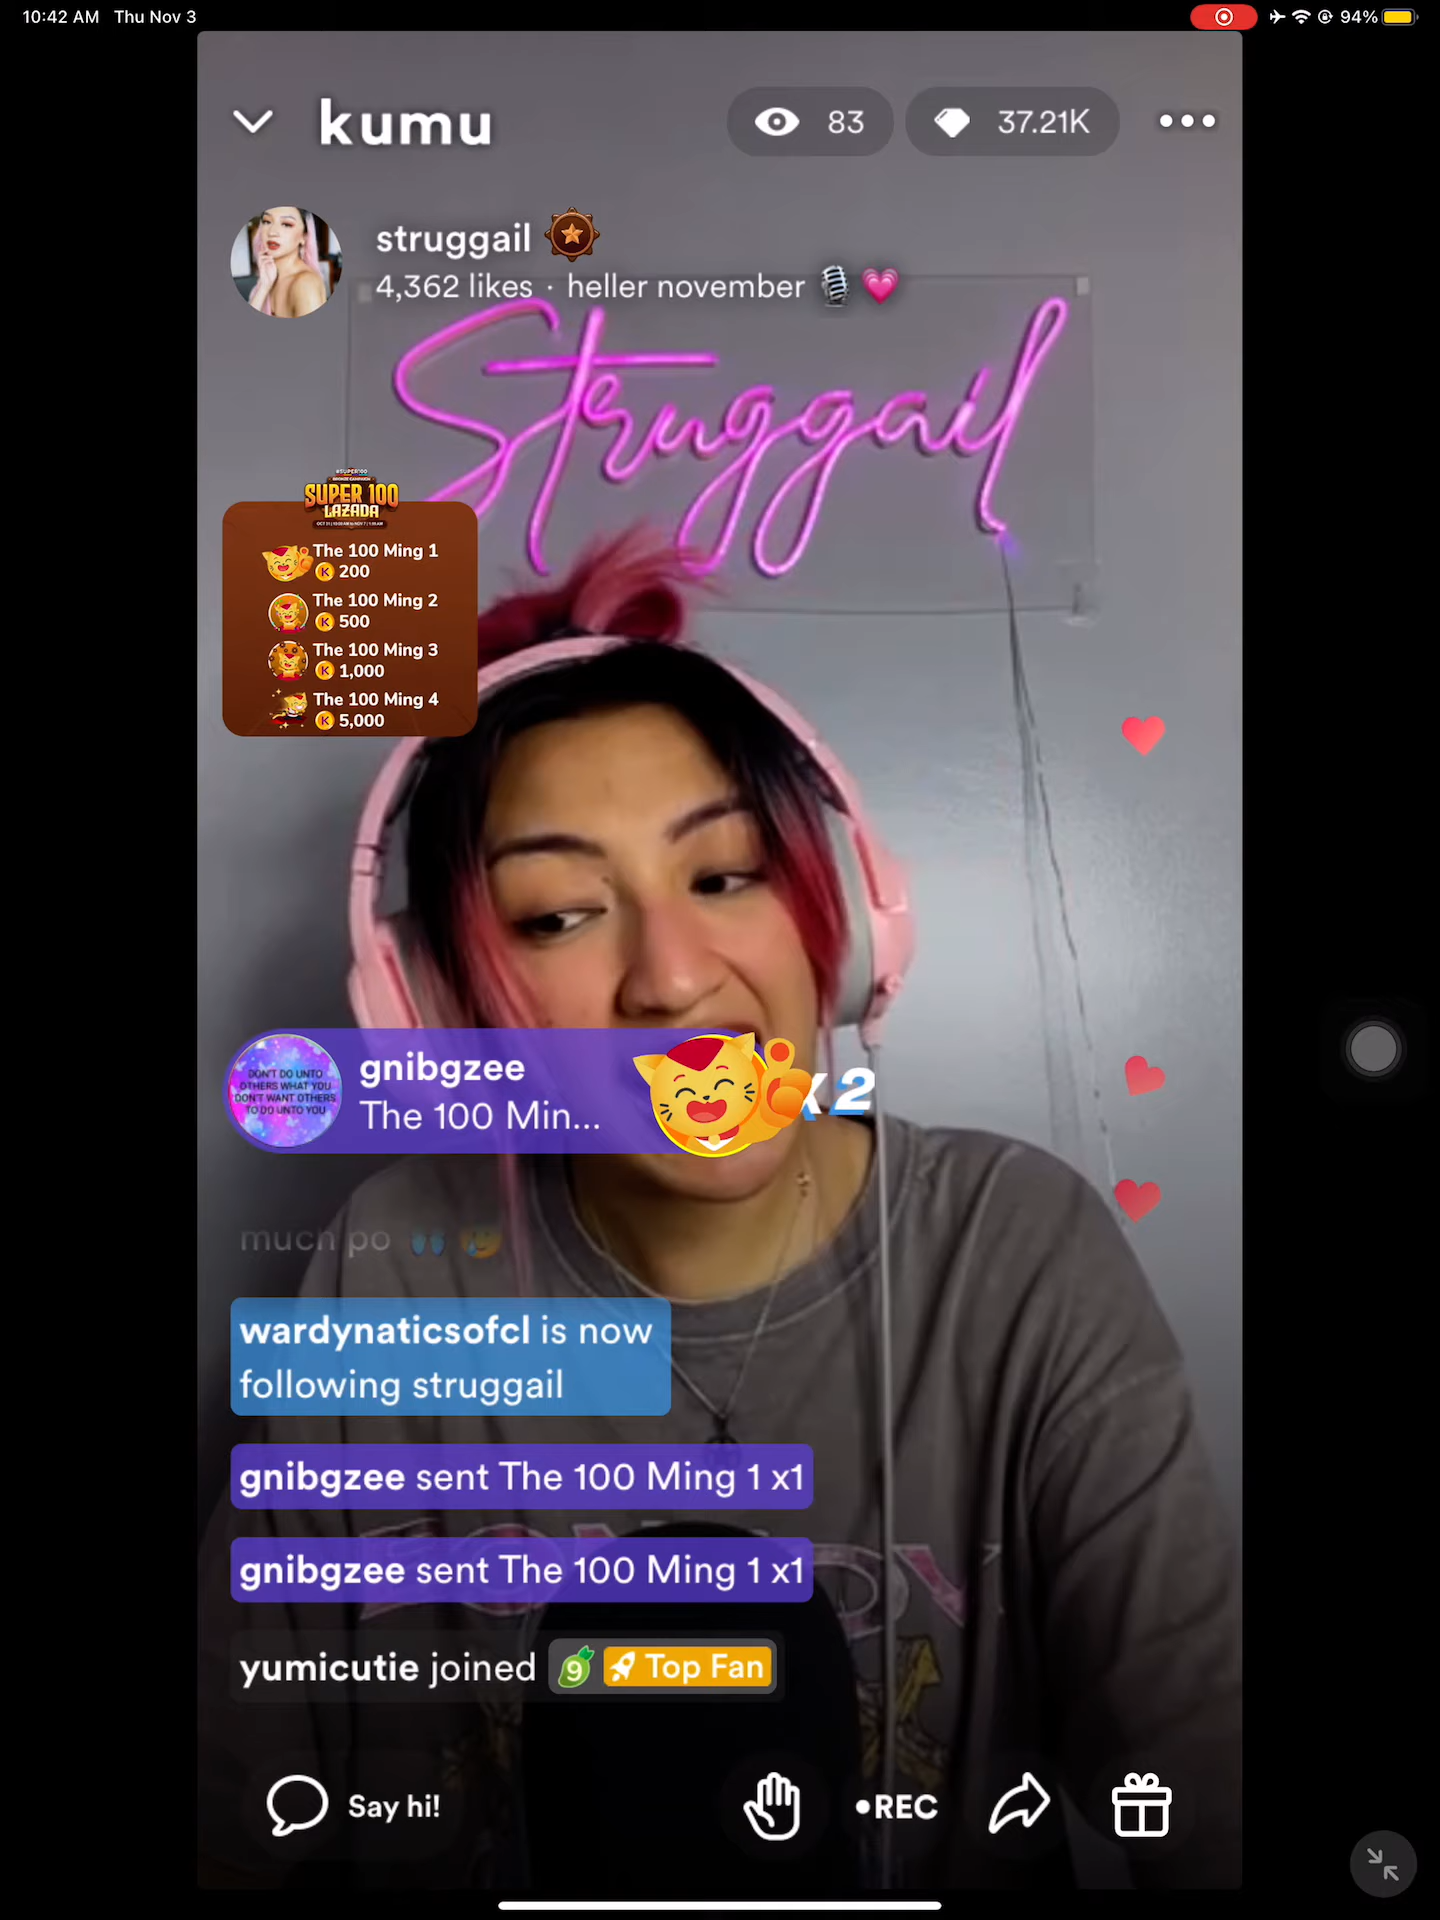 10:42 AM Thu Nov 3
94%
kumu
83
37.21K
struggail
4,362 likes · heller november
Struggail
#SUPER100
BRONZE CAMPAIGN
SUPER 100
LAZADA
The 100 Ming 1
K 200
The 100 Ming 2
K 500
The 100 Ming 3
K 1,000
The 100 Ming 4
K 5,000
DON'T DO UNTO
OTHERS WHAT YOU
DON'T WANT OTHERS
TO DO UNTO YOU
gnibgzee
The 100 Min...
x2
much po
wardynaticsofcl is now
following struggail
gnibgzee sent The 100 Ming 1 x1
gnibgzee sent The 100 Ming 1 x1
yumicutie joined 9 Top Fan
Say hi!
•REC